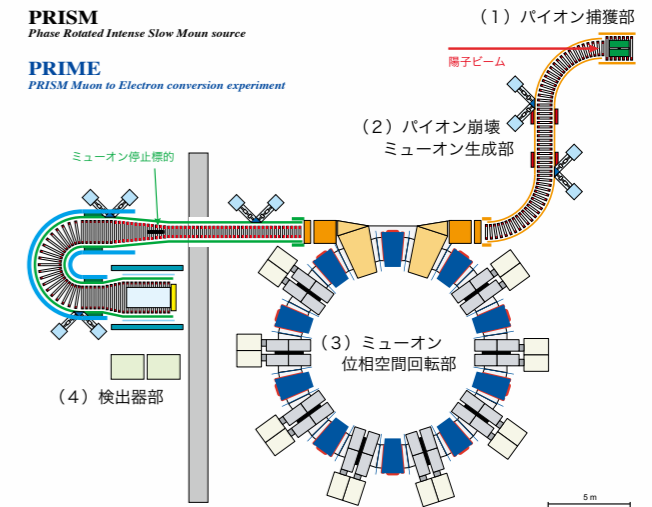 PRISM
Phase Rotated Intense Slow Moun source
PRIME
PRISM Muon to Electron conversion experiment
（１）パイオン捕獲部
陽子ビーム
（２）パイオン崩壊
ミューオン生成部
ミューオン停止標的
（３）ミューオン
位相空間回転部
（４）検出器部
5 m